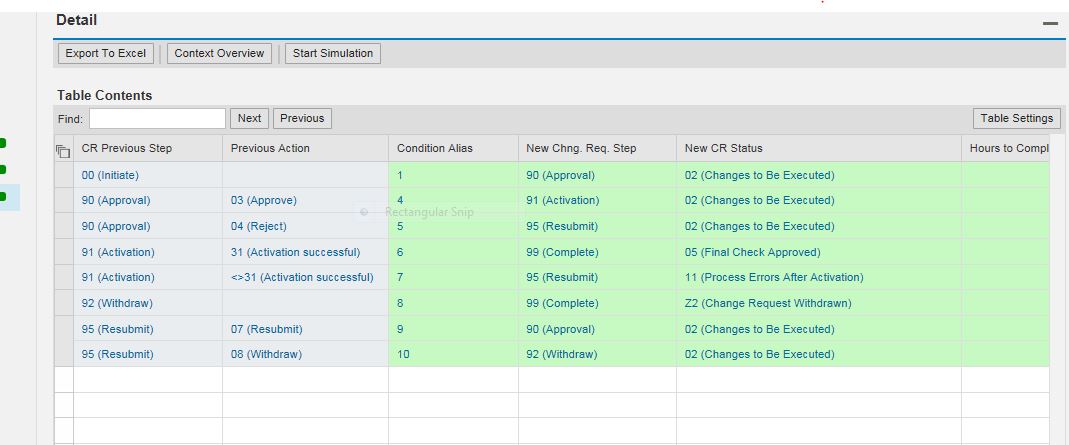 Detail
Export To Excel Context Overview Start Simulation
Table Contents
Find: Next Previous Table Settings
CR Previous Step Previous Action Condition Alias New Chng. Req. Step New CR Status Hours to Compl
00 (Initiate) 1 90 (Approval) 02 (Changes to Be Executed)
90 (Approval) 03 (Approve) 4 91 (Activation) 02 (Changes to Be Executed)
Rectangular Snip
90 (Approval) 04 (Reject) 5 95 (Resubmit) 02 (Changes to Be Executed)
91 (Activation) 31 (Activation successful) 6 99 (Complete) 05 (Final Check Approved)
91 (Activation) <>31 (Activation successful) 7 95 (Resubmit) 11 (Process Errors After Activation)
92 (Withdraw) 8 99 (Complete) Z2 (Change Request Withdrawn)
95 (Resubmit) 07 (Resubmit) 9 90 (Approval) 02 (Changes to Be Executed)
95 (Resubmit) 08 (Withdraw) 10 92 (Withdraw) 02 (Changes to Be Executed)